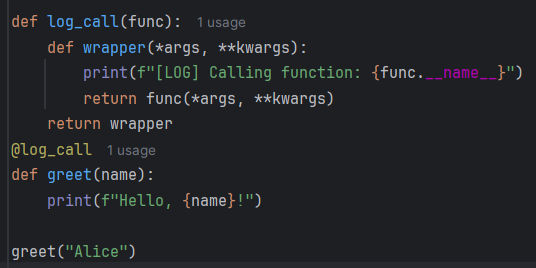 def log_call(func): 1 usage
    def wrapper(*args, **kwargs):
        print(f"[LOG] Calling function: {func.__name__}")
        return func(*args, **kwargs)
    return wrapper
@log_call 1 usage
def greet(name):
    print(f"Hello, {name}!")

greet("Alice")